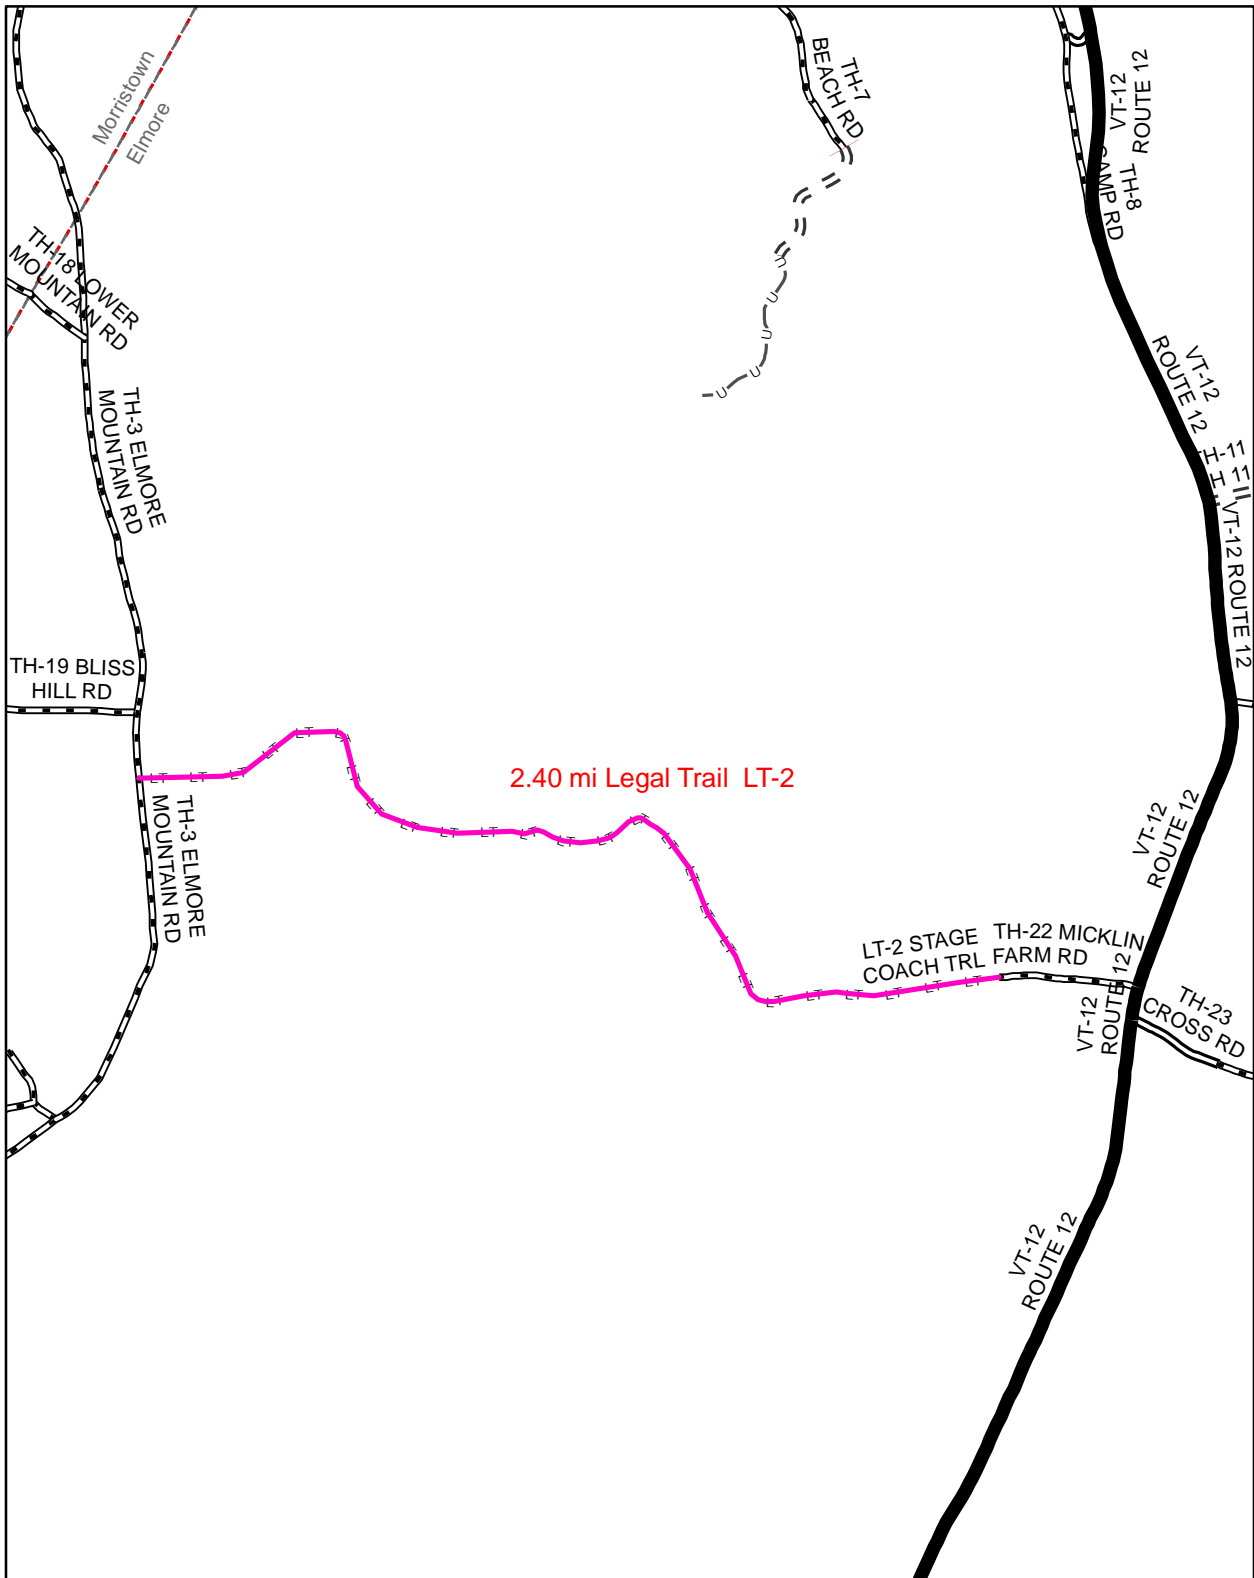 Morristown
Elmore
TH-7
BEACH RD
VT-12
ROUTE 12
TH-8
CAMP RD
TH-18 LOWER
MOUNTAIN RD
TH-3 ELMORE
MOUNTAIN RD
VT-12
ROUTE 12
VT-12 ROUTE 12
TH-19 BLISS
HILL RD
2.40 mi Legal Trail LT-2
TH-3 ELMORE
MOUNTAIN RD
VT-12
ROUTE 12
LT-2 STAGE
COACH TRL
TH-22 MICKLIN
FARM RD
VT-12
ROUTE 12
TH-23
CROSS RD
VT-12
ROUTE 12